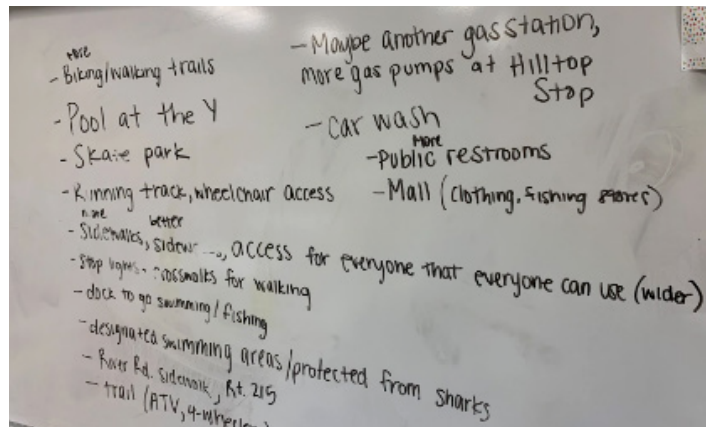 more
- Biking/walking trails
- Pool at the Y
- Skate park
- Running track, wheelchair access
more better
- Sidewalks, access for everyone that everyone can use (wider)
- Stop lights - crosswalks for walking
- dock to go swimming/fishing
- designated swimming areas/protected from sharks
- River Rd. sidewalk, Rt. 215
- trail (ATV, 4-wheeler)
- Maybe another gas station,
more gas pumps at Hilltop
Stop
- Car wash
More
- Public restrooms
- Mall (clothing, fishing stores)